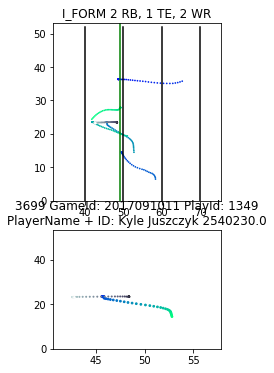 I_FORM 2 RB, 1 TE, 2 WR
50
40
30
20
10
0
40 50 60 70
3699 GameId: 2017091011 PlayId: 1349
PlayerName + ID: Kyle Juszczyk 2540230.0
40
20
0
45 50 55